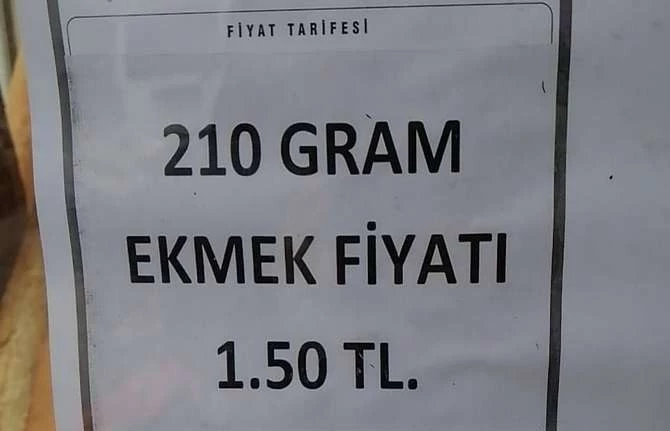 FİYAT TARİFESİ
210 GRAM
EKMEK FİYATI
1.50 TL.